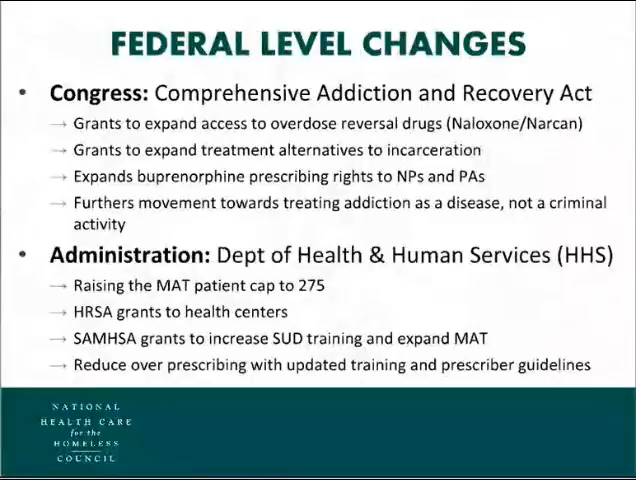 FEDERAL LEVEL CHANGES
• Congress: Comprehensive Addiction and Recovery Act
→ Grants to expand access to overdose reversal drugs (Naloxone/Narcan)
→ Grants to expand treatment alternatives to incarceration
→ Expands buprenorphine prescribing rights to NPs and PAs
→ Furthers movement towards treating addiction as a disease, not a criminal
activity
• Administration: Dept of Health & Human Services (HHS)
→ Raising the MAT patient cap to 275
→ HRSA grants to health centers
→ SAMHSA grants to increase SUD training and expand MAT
→ Reduce over prescribing with updated training and prescriber guidelines
NATIONAL
HEALTH CARE
for the
HOMELESS
COUNCIL